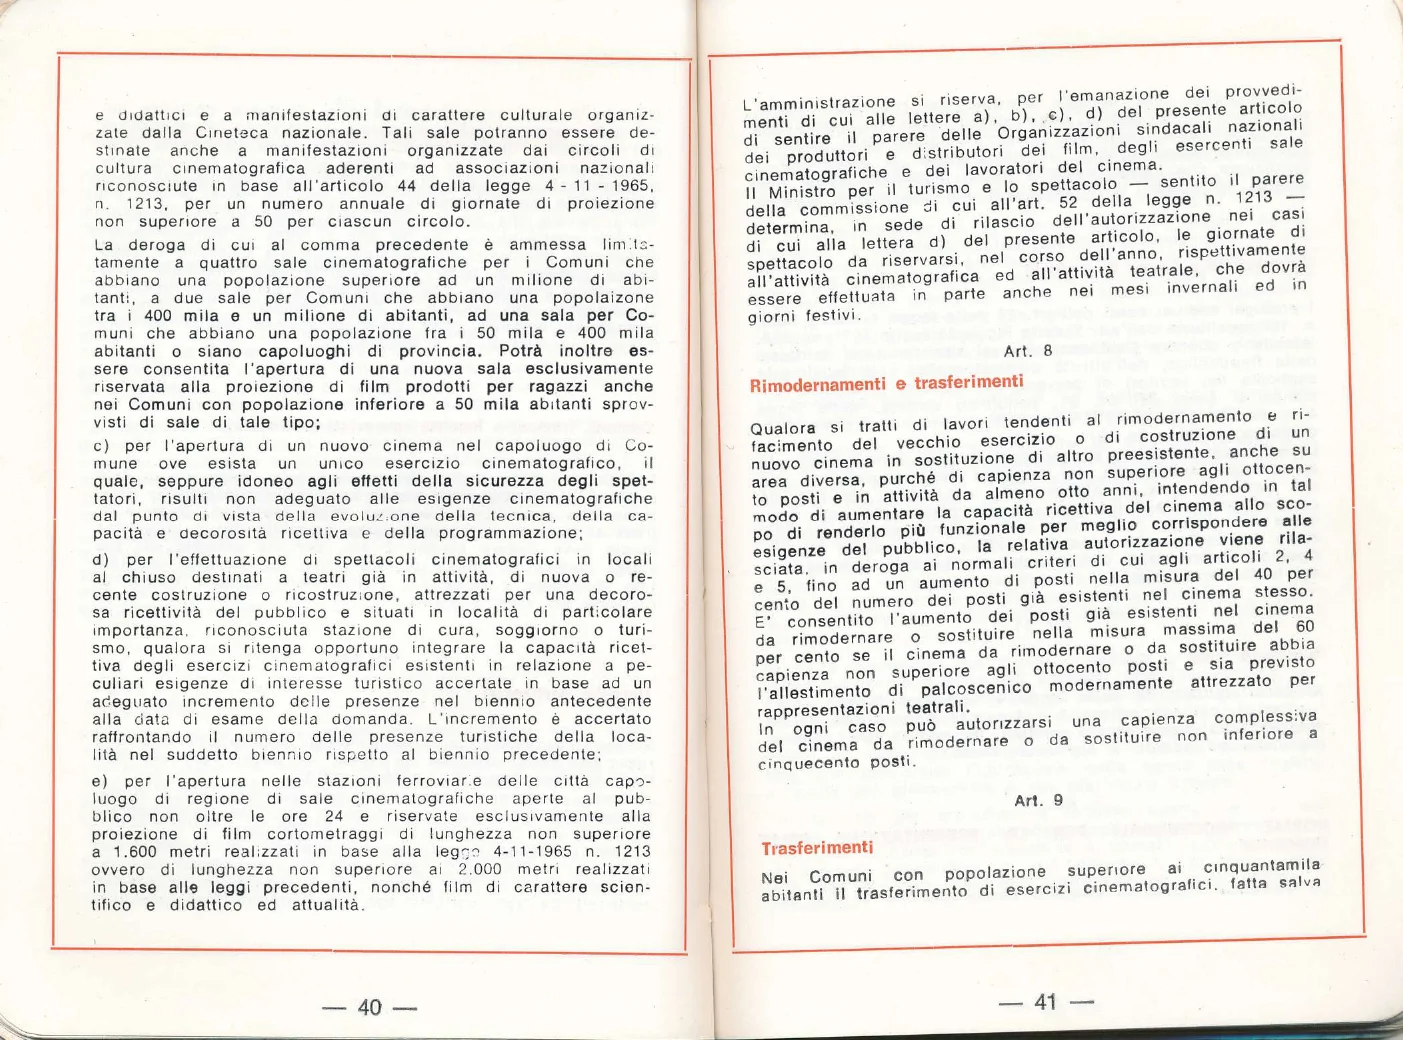 e didattici e a manifestazioni di carattere culturale organiz-
zate dalla Cineteca nazionale. Tali sale potranno essere de-
stinate anche a manifestazioni organizzate dai circoli di
cultura cinematografica aderenti ad associazioni nazionali
riconosciute in base all'articolo 44 della legge 4 - 11 - 1965,
n. 1213, per un numero annuale di giornate di proiezione
non superiore a 50 per ciascun circolo.
La deroga di cui al comma precedente è ammessa limita-
tamente a quattro sale cinematografiche per i Comuni che
abbiano una popolazione superiore ad un milione di abi-
tanti, a due sale per Comuni che abbiano una popolaizone
tra i 400 mila e un milione di abitanti, ad una sala per Co-
muni che abbiano una popolazione fra i 50 mila e 400 mila
abitanti o siano capoluoghi di provincia. Potrà inoltre es-
sere consentita l'apertura di una nuova sala esclusivamente
riservata alla proiezione di film prodotti per ragazzi anche
nei Comuni con popolazione inferiore a 50 mila abitanti sprov-
visti di sale di tale tipo;
c) per l'apertura di un nuovo cinema nel capoluogo di Co-
mune ove esista un unico esercizio cinematografico, il
quale, seppure idoneo agli effetti della sicurezza degli spet-
tatori, risulti non adeguato alle esigenze cinematografiche
dal punto di vista della evoluzione della tecnica, della ca-
pacità e decorosità ricettiva e della programmazione;
d) per l'effettuazione di spettacoli cinematografici in locali
al chiuso destinati a teatri già in attività, di nuova o re-
cente costruzione o ricostruzione, attrezzati per una decoro-
sa ricettività del pubblico e situati in località di particolare
importanza, riconosciuta stazione di cura, soggiorno o turi-
smo, qualora si ritenga opportuno integrare la capacità ricet-
tiva degli esercizi cinematografici esistenti in relazione a pe-
culiari esigenze di interesse turistico accertate in base ad un
adeguato incremento delle presenze nel biennio antecedente
alla data di esame della domanda. L'incremento è accertato
raffrontando il numero delle presenze turistiche della loca-
lità nel suddetto biennio rispetto al biennio precedente;
e) per l'apertura nelle stazioni ferroviarie delle città capo-
luogo di regione di sale cinematografiche aperte al pub-
blico non oltre le ore 24 e riservate esclusivamente alla
proiezione di film cortometraggi di lunghezza non superiore
a 1.600 metri realizzati in base alla legge 4-11-1965 n. 1213
ovvero di lunghezza non superiore ai 2.000 metri realizzati
in base alle leggi precedenti, nonché film di carattere scien-
tifico e didattico ed attualità.
— 40 —
L'amministrazione si riserva, per l'emanazione dei provvedi-
menti di cui alle lettere a), b), c), d) del presente articolo
di sentire il parere delle Organizzazioni sindacali nazionali
dei produttori e distributori dei film, degli esercenti sale
cinematografiche e dei lavoratori del cinema.
Il Ministro per il turismo e lo spettacolo — sentito il parere
della commissione di cui all'art. 52 della legge n. 1213 —
determina, in sede di rilascio dell'autorizzazione nei casi
di cui alla lettera d) del presente articolo, le giornate di
spettacolo da riservarsi, nel corso dell'anno, rispettivamente
all'attività cinematografica ed all'attività teatrale, che dovrà
essere effettuata in parte anche nei mesi invernali ed in
giorni festivi.
Art. 8
Rimodernamenti e trasferimenti
Qualora si tratti di lavori tendenti al rimodernamento e ri-
facimento del vecchio esercizio o di costruzione di un
nuovo cinema in sostituzione di altro preesistente, anche su
area diversa, purché di capienza non superiore agli ottocen-
to posti e in attività da almeno otto anni, intendendo in tal
modo di aumentare la capacità ricettiva del cinema allo sco-
po di renderlo più funzionale per meglio corrispondere alle
esigenze del pubblico, la relativa autorizzazione viene rila-
sciata, in deroga ai normali criteri di cui agli articoli 2, 4
e 5, fino ad un aumento di posti nella misura del 40 per
cento del numero dei posti già esistenti nel cinema stesso.
E' consentito l'aumento dei posti già esistenti nel cinema
da rimodernare o sostituire nella misura massima del 60
per cento se il cinema da rimodernare o da sostituire abbia
capienza non superiore agli ottocento posti e sia previsto
l'allestimento di palcoscenico modernamente attrezzato per
rappresentazioni teatrali.
In ogni caso può autorizzarsi una capienza complessiva
del cinema da rimodernare o da sostituire non inferiore a
cinquecento posti.
Art. 9
Trasferimenti
Nei Comuni con popolazione superiore ai cinquantamila
abitanti il trasferimento di esercizi cinematografici, fatta salva
— 41 —